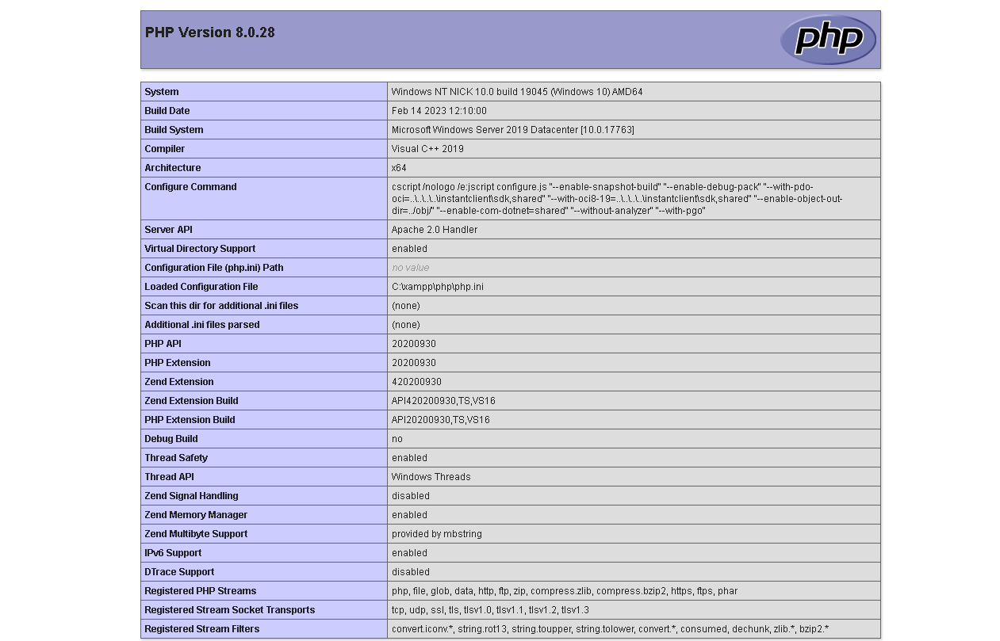 PHP Version 8.0.28
php
System Windows NT NICK 10.0 build 19045 (Windows 10) AMD64
Build Date Feb 14 2023 12:10:00
Build System Microsoft Windows Server 2019 Datacenter [10.0.17763]
Compiler Visual C++ 2019
Architecture x64
Configure Command cscript /nologo /e:jscript configure.js "--enable-snapshot-build" "--enable-debug-pack" "--with-pdo-
oci=..\..\..\..\instantclient\sdk,shared" "--with-oci8-19=..\..\..\..\instantclient\sdk,shared" "--enable-object-out-
dir=../obj/" "--enable-com-dotnet=shared" "--without-analyzer" "--with-pgo"
Server API Apache 2.0 Handler
Virtual Directory Support enabled
Configuration File (php.ini) Path no value
Loaded Configuration File C:\xampp\php\php.ini
Scan this dir for additional .ini files (none)
Additional .ini files parsed (none)
PHP API 20200930
PHP Extension 20200930
Zend Extension 420200930
Zend Extension Build API420200930,TS,VS16
PHP Extension Build API20200930,TS,VS16
Debug Build no
Thread Safety enabled
Thread API Windows Threads
Zend Signal Handling disabled
Zend Memory Manager enabled
Zend Multibyte Support provided by mbstring
IPv6 Support enabled
DTrace Support disabled
Registered PHP Streams php, file, glob, data, http, ftp, zip, compress.zlib, compress.bzip2, https, ftps, phar
Registered Stream Socket Transports tcp, udp, ssl, tls, tlsv1.0, tlsv1.1, tlsv1.2, tlsv1.3
Registered Stream Filters convert.iconv.*, string.rot13, string.toupper, string.tolower, convert.*, consumed, dechunk, zlib.*, bzip2.*